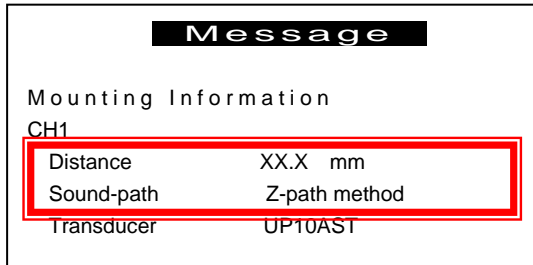 Message
Mounting Information
CH1
Distance XX.X mm
Sound-path Z-path method
Transducer UP10AST